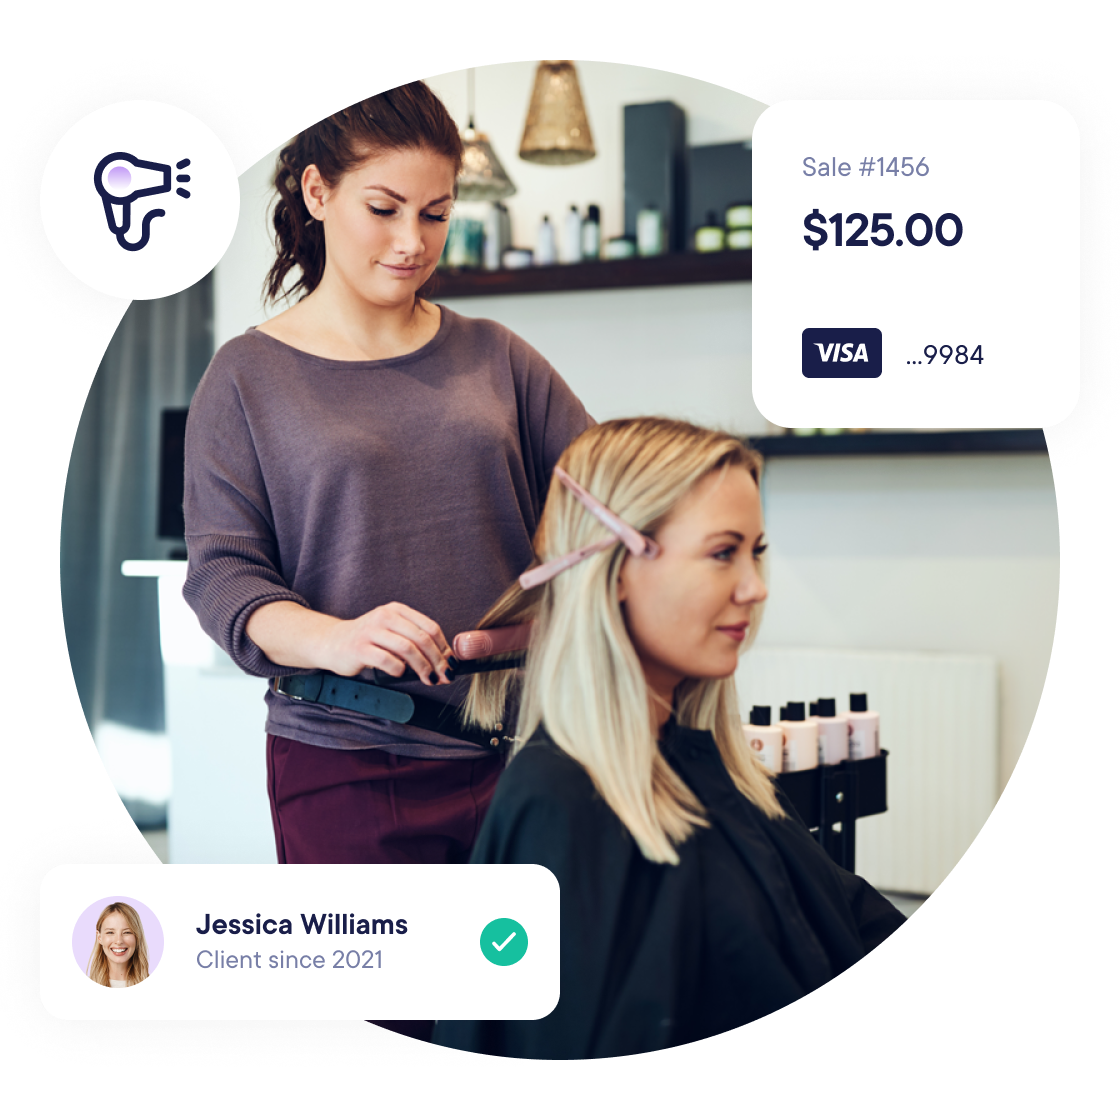 Sale #1456
$125.00
VISA ...9984
Jessica Williams
Client since 2021